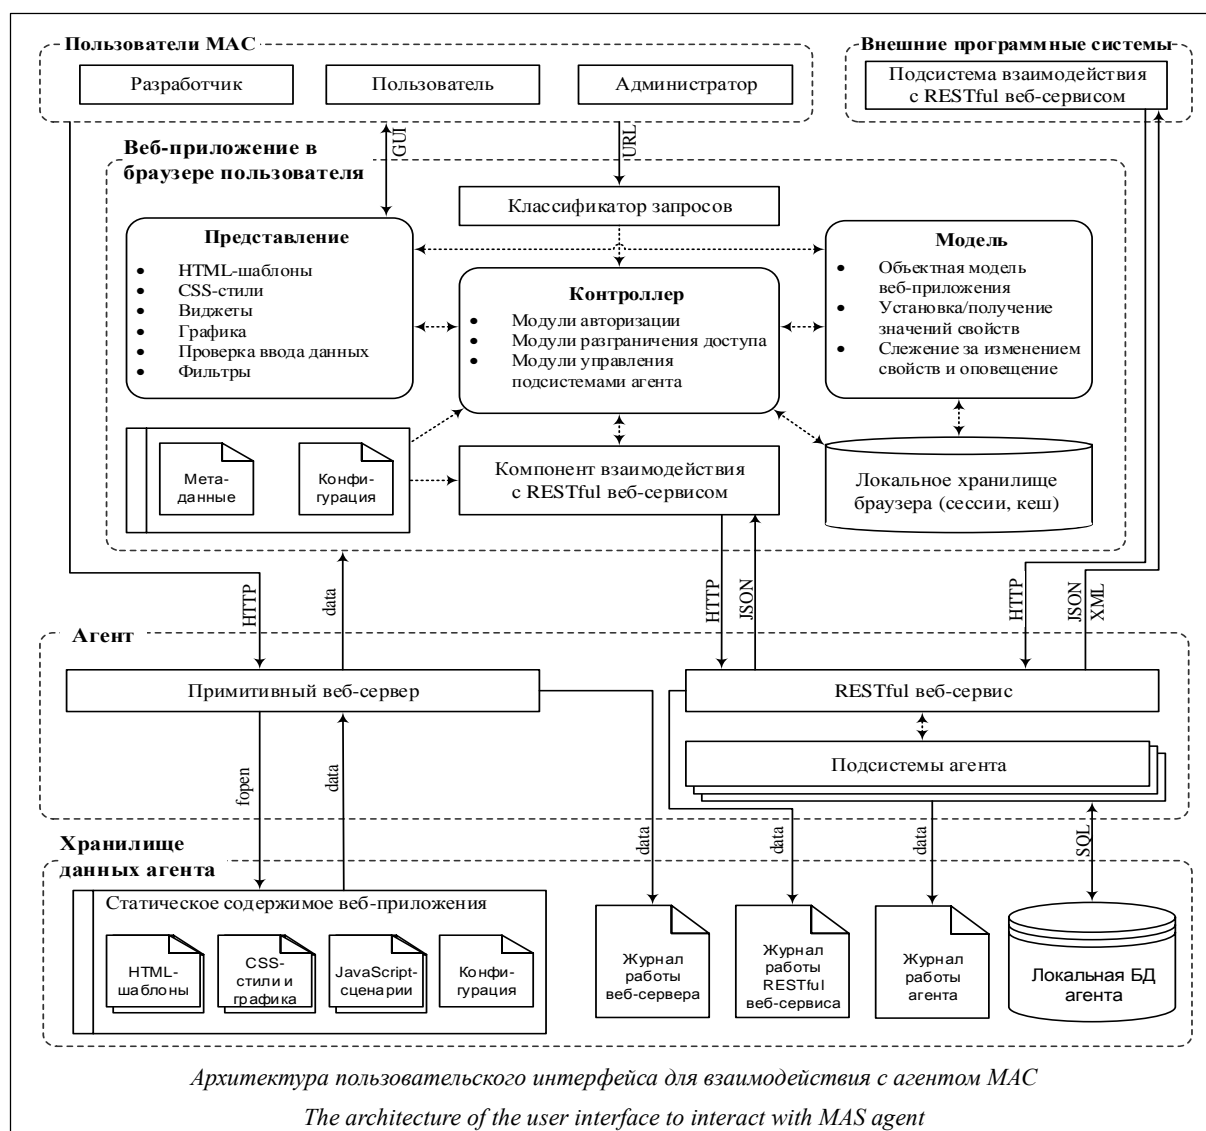 Пользователи МАС
Разработчик
Пользователь
Администратор
Внешние программные системы
Подсистема взаимодействия
с RESTful веб-сервисом
GUI
URL
Веб-приложение в
браузере пользователя
Классификатор запросов
Представление
• HTML-шаблоны
• CSS-стили
• Виджеты
• Графика
• Проверка ввода данных
• Фильтры
Контроллер
• Модули авторизации
• Модули разграничения доступа
• Модули управления
подсистемами агента
Модель
• Объектная модель
веб-приложения
• Установка/получение
значений свойств
• Слежение за изменением
свойств и оповещение
Мета-
данные
Конфи-
гурация
Компонент взаимодействия
с RESTful веб-сервисом
Локальное хранилище
браузера (сессии, кеш)
HTTP
data
HTTP
JSON
HTTP
JSON
XML
Агент
Примитивный веб-сервер
RESTful веб-сервис
Подсистемы агента
fopen
data
data
data
data
SQL
Хранилище
данных агента
Статическое содержимое веб-приложения
HTML-
шаблоны
CSS-
стили и
графика
JavaScript-
сценарии
Конфи-
гурация
Журнал
работы
веб-сервера
Журнал
работы
RESTful
веб-сервиса
Журнал
работы
агента
Локальная БД
агента
Архитектура пользовательского интерфейса для взаимодействия с агентом МАС
The architecture of the user interface to interact with MAS agent